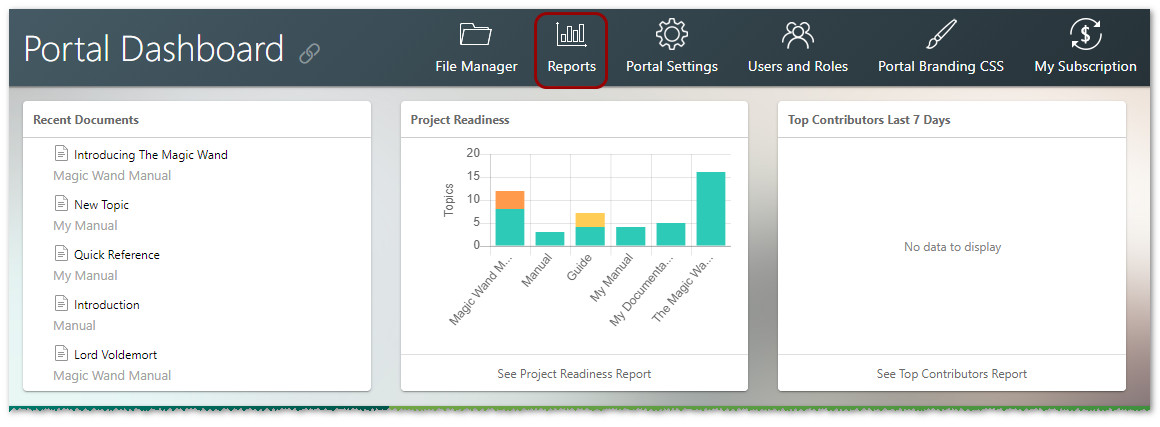 Portal Dashboard
File Manager
Reports
Portal Settings
Users and Roles
Portal Branding CSS
My Subscription
Recent Documents
Introducing The Magic Wand
Magic Wand Manual
New Topic
My Manual
Quick Reference
My Manual
Introduction
Manual
Lord Voldemort
Magic Wand Manual
Project Readiness
Topics
20
15
10
5
0
Magic Wand M...
Manual
Guide
My Manual
My Documenta...
The Magic Wa...
See Project Readiness Report
Top Contributors Last 7 Days
No data to display
See Top Contributors Report